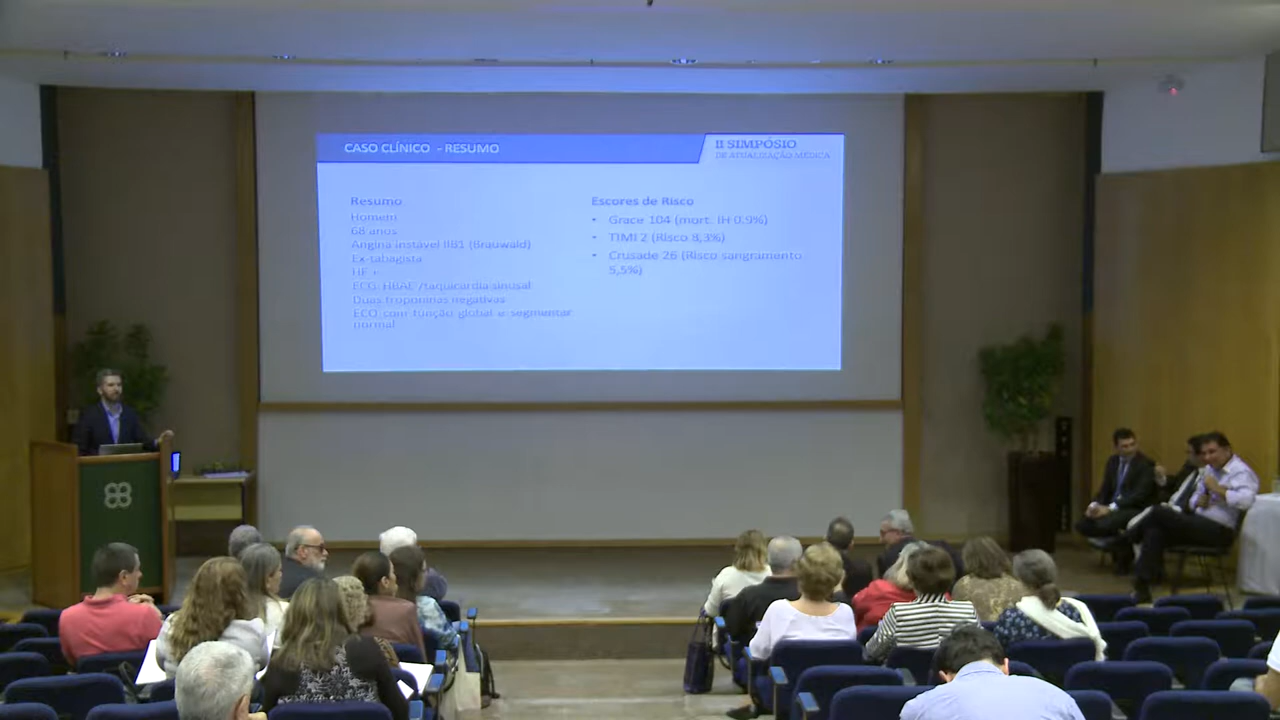 CASO CLÍNICO - RESUMO
II SIMPÓSIO
DE ATUALIZAÇÃO MÉDICA
Resumo
Homem
68 anos
Angina instável IIB1 (Braunwald)
Ex-tabagista
HF +
ECG: HBAE /taquicardia sinusal
Duas troponinas negativas
ECO com função global e segmentar
normal
Escores de Risco
• Grace 104 (mort. IH 0.9%)
• TIMI 2 (Risco 8,3%)
• Crusade 26 (Risco sangramento
5,5%)